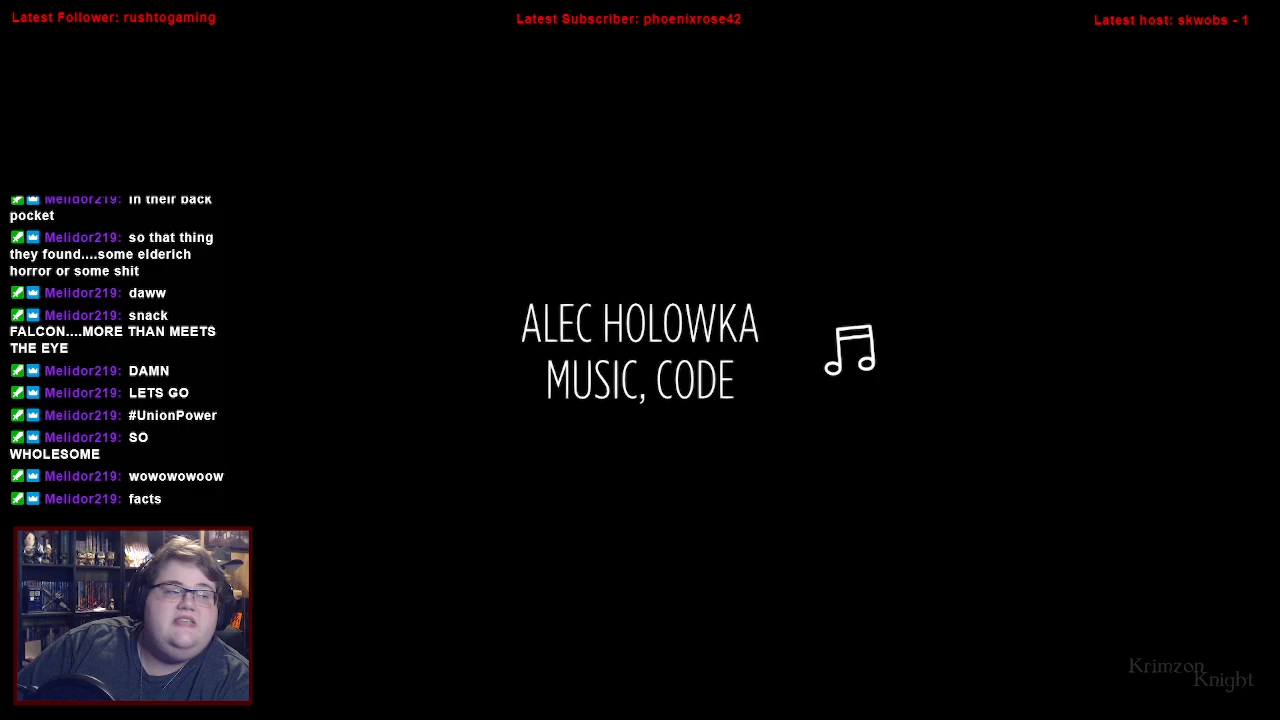 Latest Follower: rushtogaming
Latest Subscriber: phoenixrose42
Latest host: skwobs - 1
Melidor219: in their back
pocket
Melidor219: so that thing
they found....some elderich
horror or some shit
Melidor219: daww
Melidor219: snack
FALCON....MORE THAN MEETS
THE EYE
Melidor219: DAMN
Melidor219: LETS GO
Melidor219: #UnionPower
Melidor219: SO
WHOLESOME
Melidor219: wowowowoow
Melidor219: facts
ALEC HOLOWKA
MUSIC, CODE
Krimzon
Knight